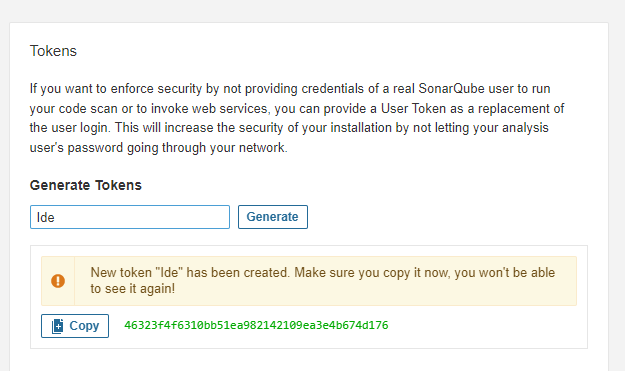 Tokens
If you want to enforce security by not providing credentials of a real SonarQube user to run
your code scan or to invoke web services, you can provide a User Token as a replacement of
the user login. This will increase the security of your installation by not letting your analysis
user's password going through your network.
Generate Tokens
Ide
Generate
New token "Ide" has been created. Make sure you copy it now, you won't be able
to see it again!
Copy
46323f4f6310bb51ea982142109ea3e4b674d176